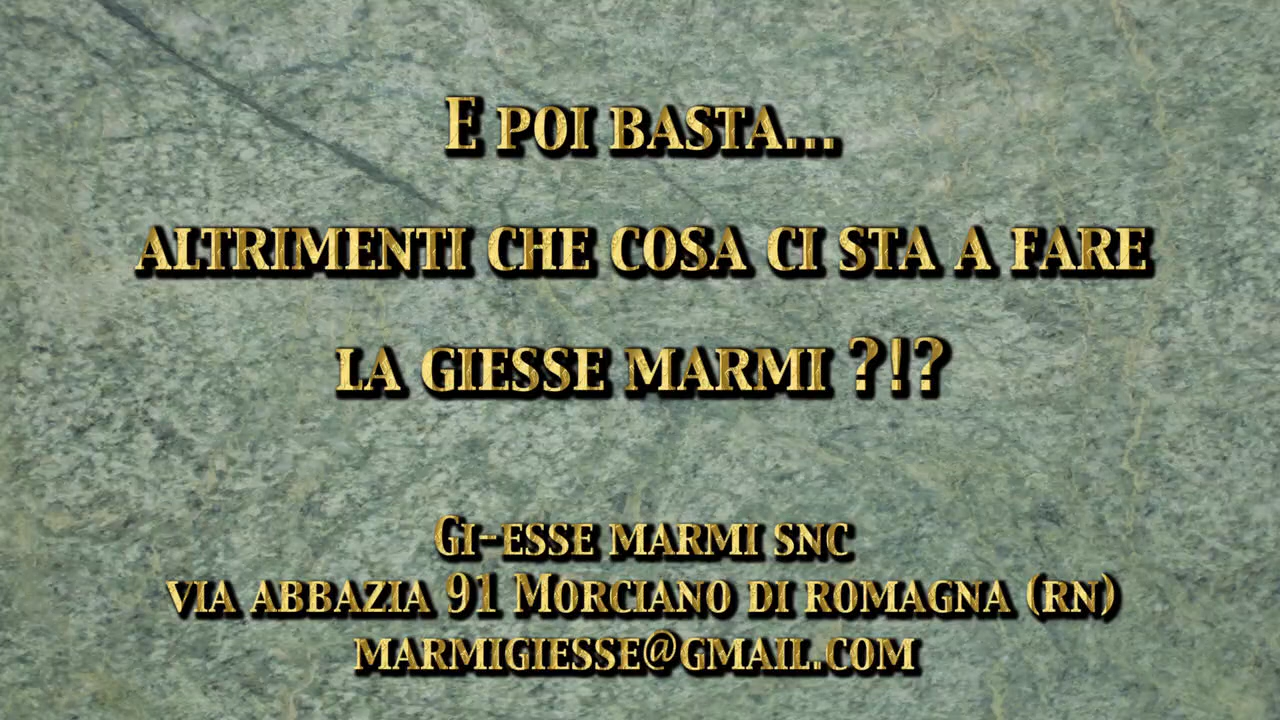 E POI BASTA...
ALTRIMENTI CHE COSA CI STA A FARE
LA GIESSE MARMI ?!?
GI-ESSE MARMI SNC
VIA ABBAZIA 91 MORCIANO DI ROMAGNA (RN)
MARMIGIESSE@GMAIL.COM